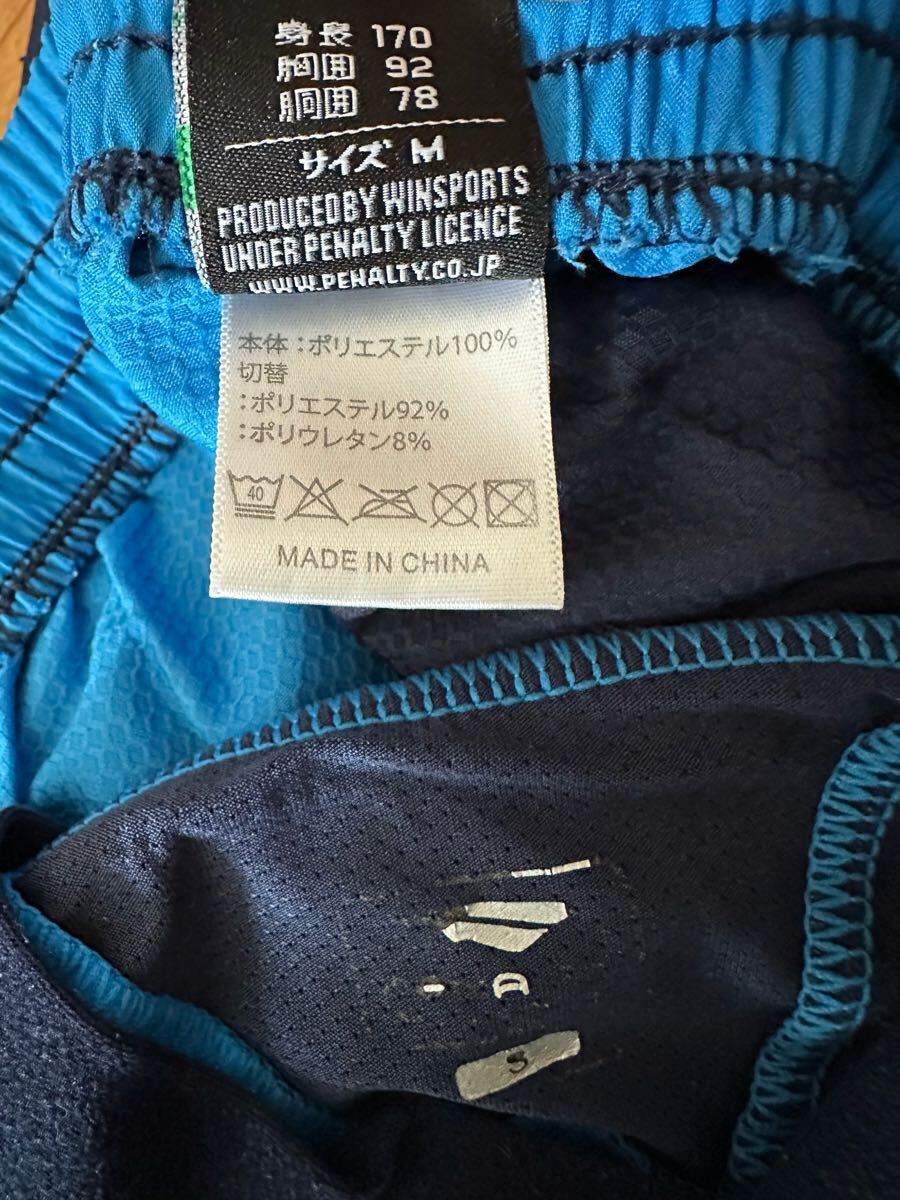 身長 170
胸囲 92
胴囲 78
サイズ M
PRODUCED BY WINSPORTS
UNDER PENALTY LICENCE
WWW.PENALTY.CO.JP
本体:ポリエステル100%
切替
:ポリエステル92%
:ポリウレタン8%
40
MADE IN CHINA
D